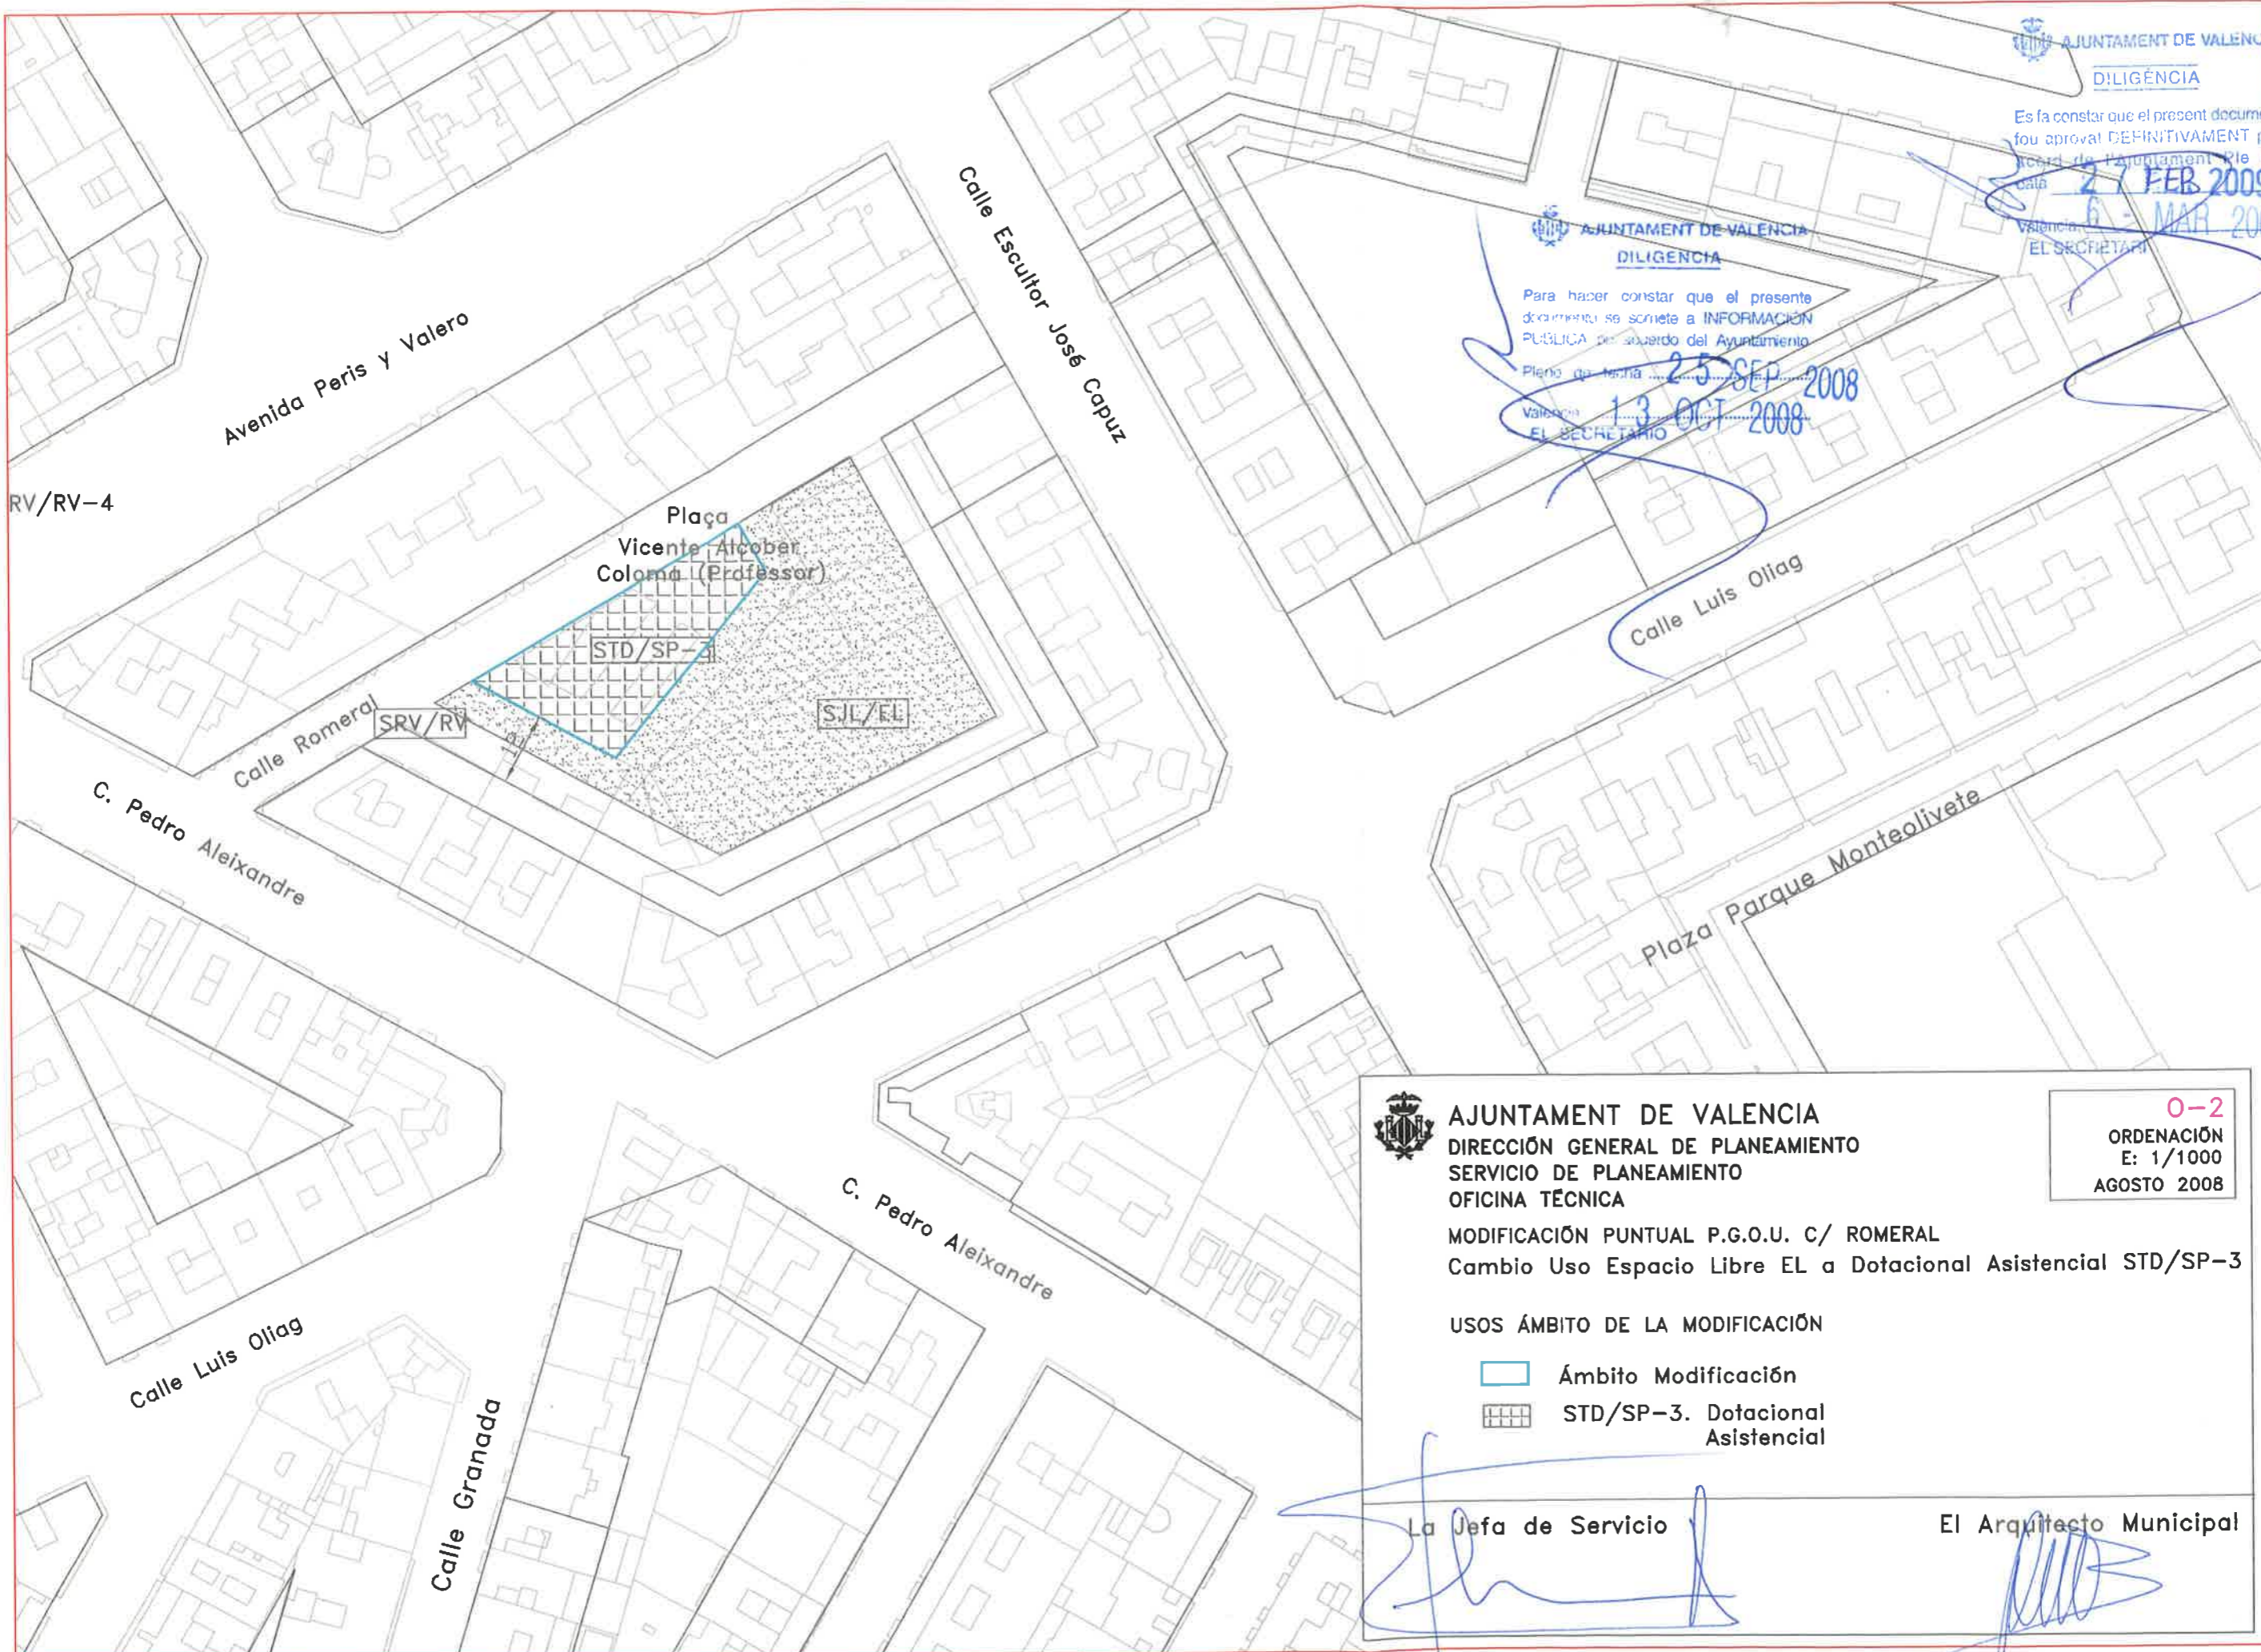 AJUNTAMENT DE VALENC
DILIGÈNCIA
Es fa constar que el present docum
fou aprovat DEFINITIVAMENT
acord de l'Ajuntament Ple
data 27 FEB 2009
València, 6 - MAR 20
EL SECRETARI
AJUNTAMENT DE VALENCIA
DILIGENCIA
Para hacer constar que el presente
documento se somete a INFORMACIÓN
PÚBLICA por acuerdo del Ayuntamiento
Pleno de fecha 25 SEP 2008
Valencia 13 OCT 2008
EL SECRETARIO
Calle Escultor José Capuz
Avenida Peris y Valero
RV/RV-4
Plaça
Vicente Alcober
Coloma (Professor)
STD/SP-3
SJL/EL
SRV/RV
Calle Romeral
C. Pedro Aleixandre
Calle Luis Oliag
Plaza Parque Monteolivete
C. Pedro Aleixandre
Calle Luis Oliag
Calle Granada
AJUNTAMENT DE VALENCIA
DIRECCIÓN GENERAL DE PLANEAMIENTO
SERVICIO DE PLANEAMIENTO
OFICINA TÉCNICA
O-2
ORDENACIÓN
E: 1/1000
AGOSTO 2008
MODIFICACIÓN PUNTUAL P.G.O.U. C/ ROMERAL
Cambio Uso Espacio Libre EL a Dotacional Asistencial STD/SP-3
USOS ÁMBITO DE LA MODIFICACIÓN
Ámbito Modificación
STD/SP-3. Dotacional
Asistencial
La Jefa de Servicio
El Arquitecto Municipal